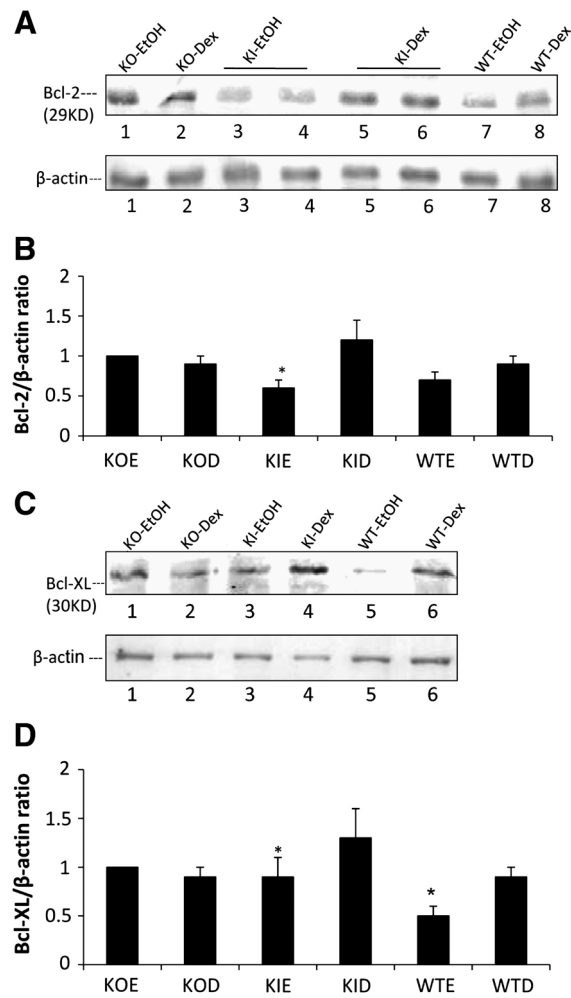 A
KO-EtOH KO-Dex KI-EtOH KI-Dex WT-EtOH WT-Dex
Bcl-2---
(29KD)
1 2 3 4 5 6 7 8
β-actin---
1 2 3 4 5 6 7 8
B
Bcl-2/β-actin ratio
2
1.5
1
0.5
0
*
KOE KOD KIE KID WTE WTD
C
KO-EtOH KO-Dex KI-EtOH KI-Dex WT-EtOH WT-Dex
Bcl-XL---
(30KD)
1 2 3 4 5 6
β-actin ---
1 2 3 4 5 6
D
Bcl-XL/β-actin ratio
2
1.5
1
0.5
0
* *
KOE KOD KIE KID WTE WTD